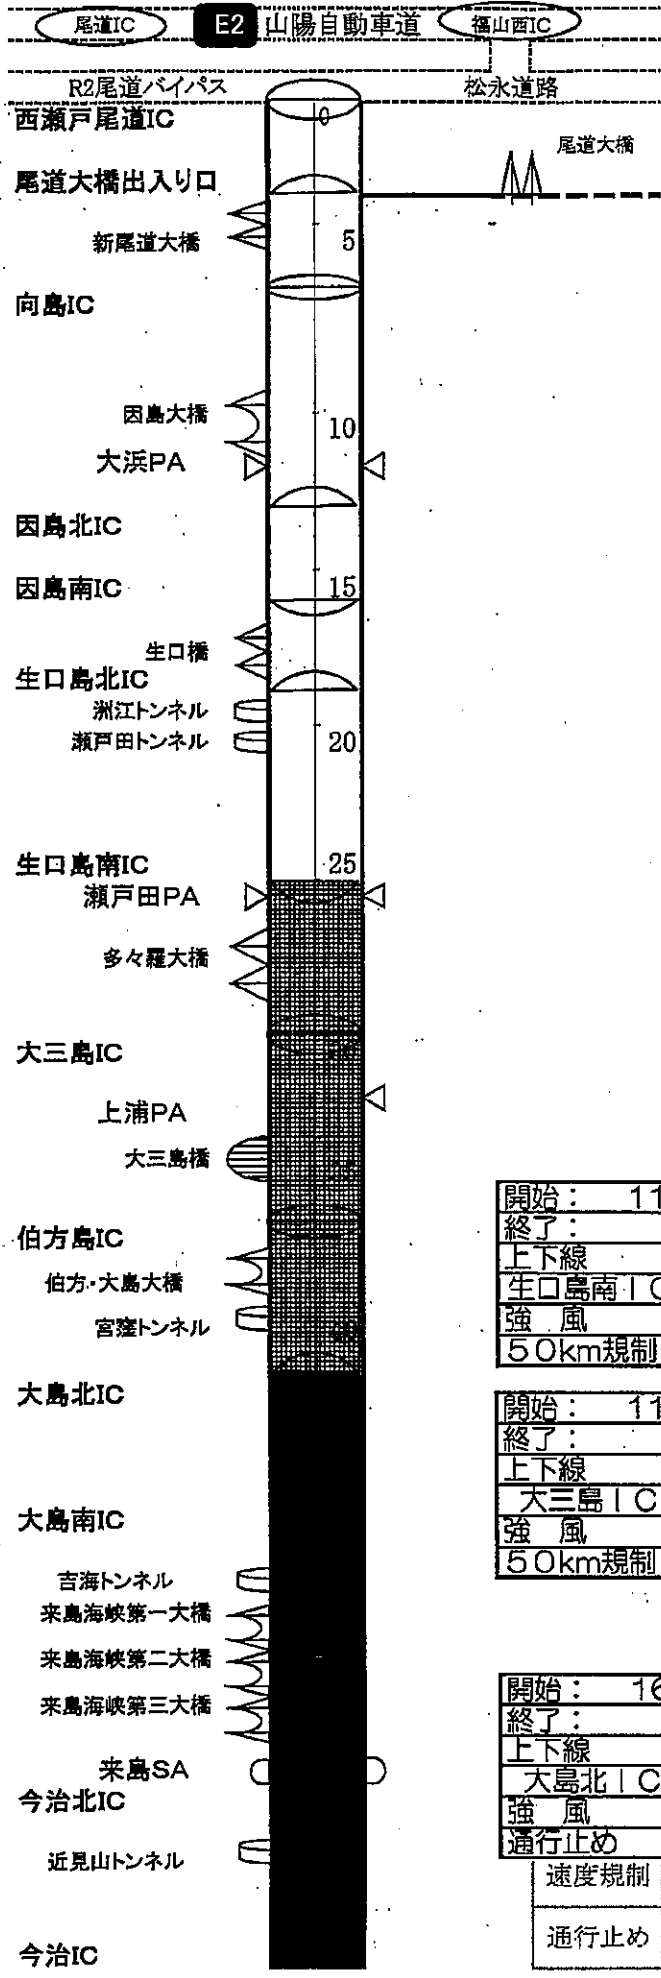 尾道IC E2 山陽自動車道 福山西IC
R2尾道バイパス 松永道路
西瀬戸尾道IC 0
尾道大橋
尾道大橋出入り口
新尾道大橋 5
向島IC
因島大橋 10
大浜PA
因島北IC
因島南IC 15
生口橋
生口島北IC
洲江トンネル
瀬戸田トンネル 20
生口島南IC 25
瀬戸田PA
多々羅大橋
大三島IC
上浦PA
大三島橋
伯方島IC
伯方・大島大橋
宮窪トンネル
大島北IC
大島南IC
吉海トンネル
来島海峡第一大橋
来島海峡第二大橋
来島海峡第三大橋
来島SA
今治北IC
近見山トンネル
今治IC
開始: 11
終了:
上下線
生口島南IC
強 風
50km規制
開始: 11
終了:
上下線
大三島IC
強 風
50km規制
開始: 16
終了:
上下線
大島北IC
強 風
通行止め
速度規制
通行止め